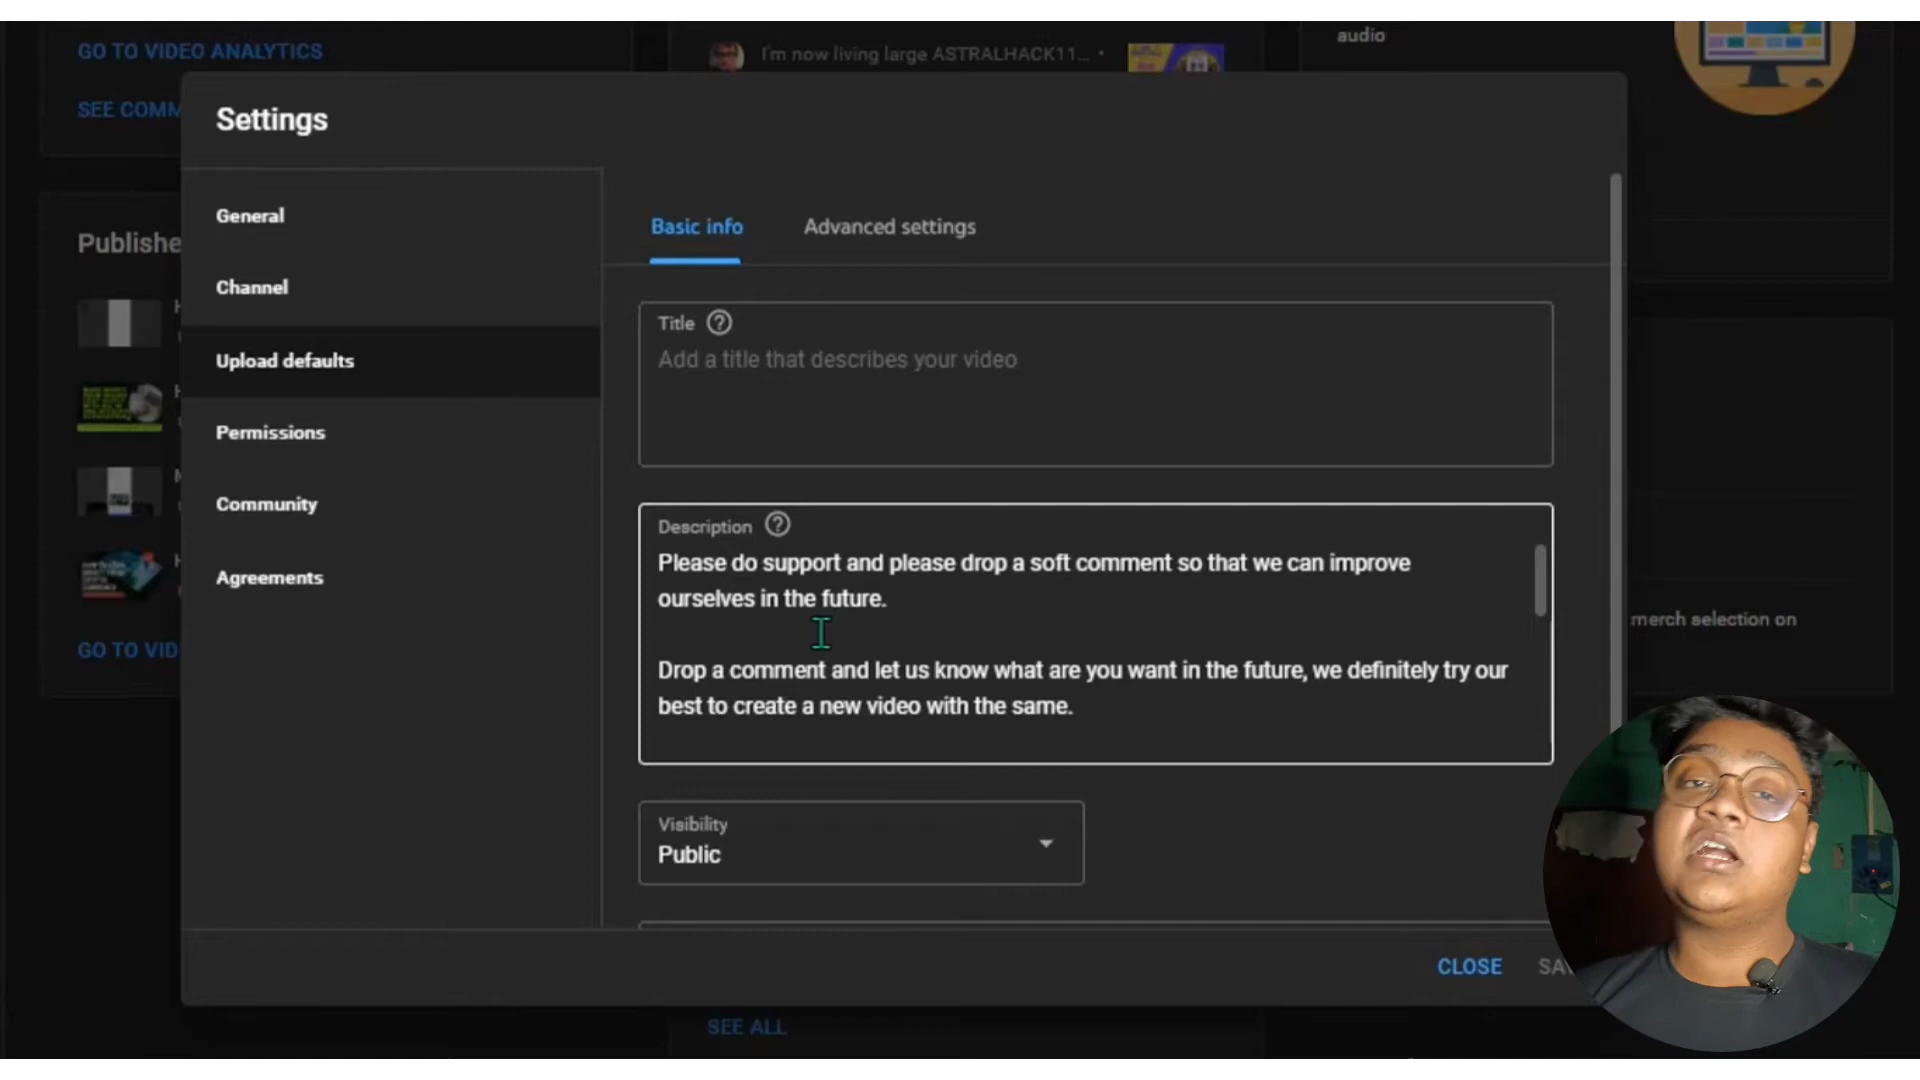 GO TO VIDEO ANALYTICS
I'm now living large ASTRALHACK11... •
audio
SEE COMM
Settings
General
Basic info
Advanced settings
Publishe
Channel
Title
Add a title that describes your video
Upload defaults
Permissions
Community
Description
Please do support and please drop a soft comment so that we can improve
ourselves in the future.
Agreements
merch selection on
GO TO VID
Drop a comment and let us know what are you want in the future, we definitely try our
best to create a new video with the same.
Visibility
Public
CLOSE
SA
SEE ALL